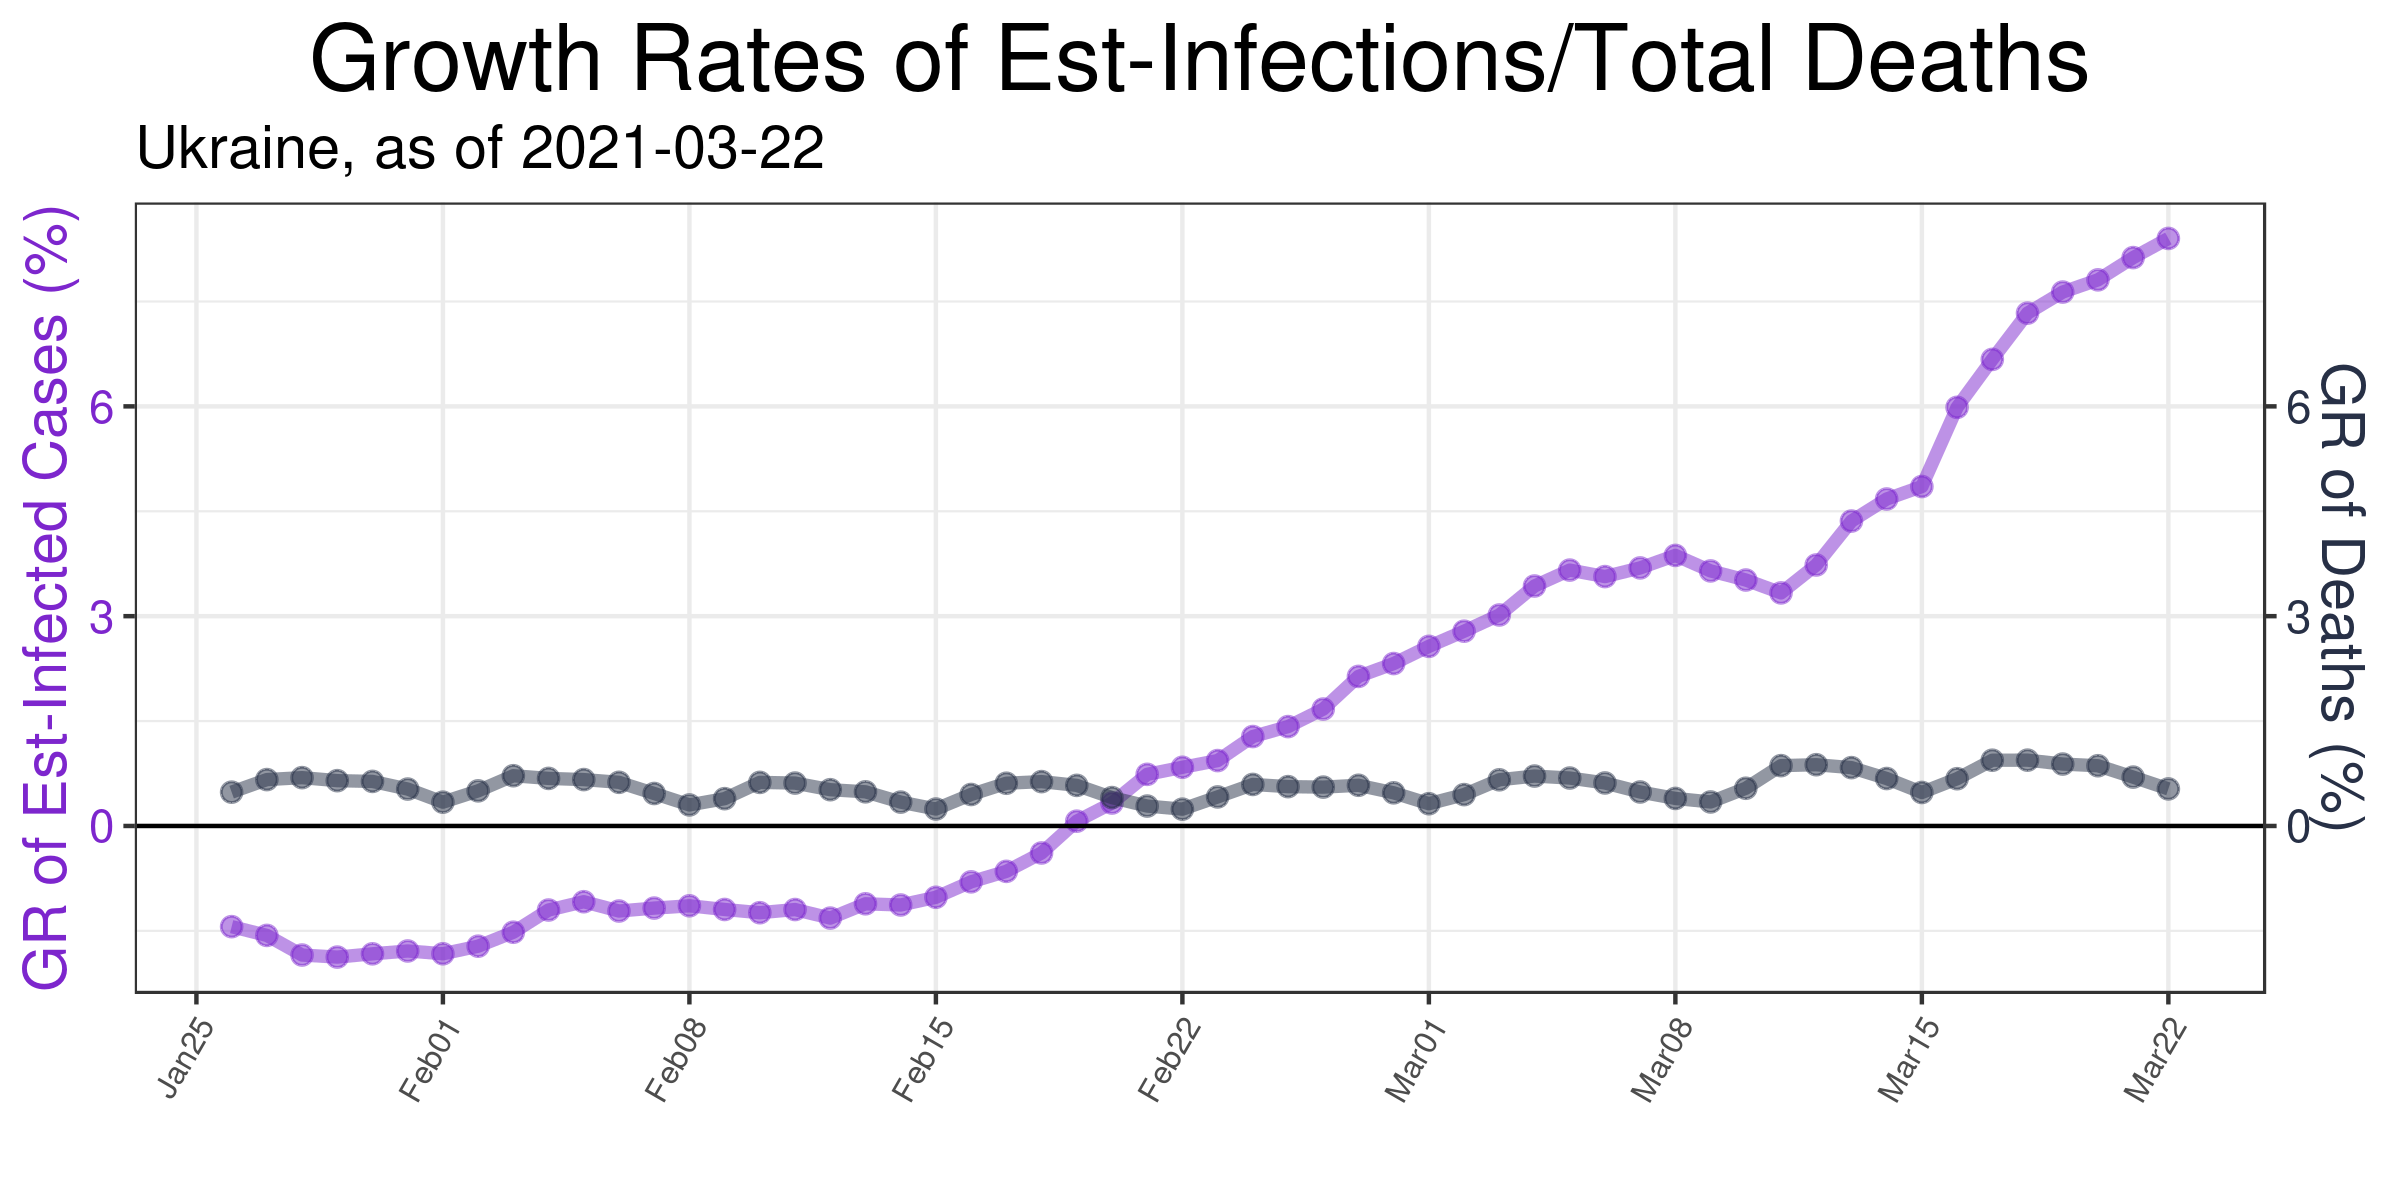 Growth Rates of Est-Infections/Total Deaths
Ukraine, as of 2021-03-22
GR of Est-Infected Cases (%)
6
3
0
6
3
0
GR of Deaths (%)
Jan25
Feb01
Feb08
Feb15
Feb22
Mar01
Mar08
Mar15
Mar22